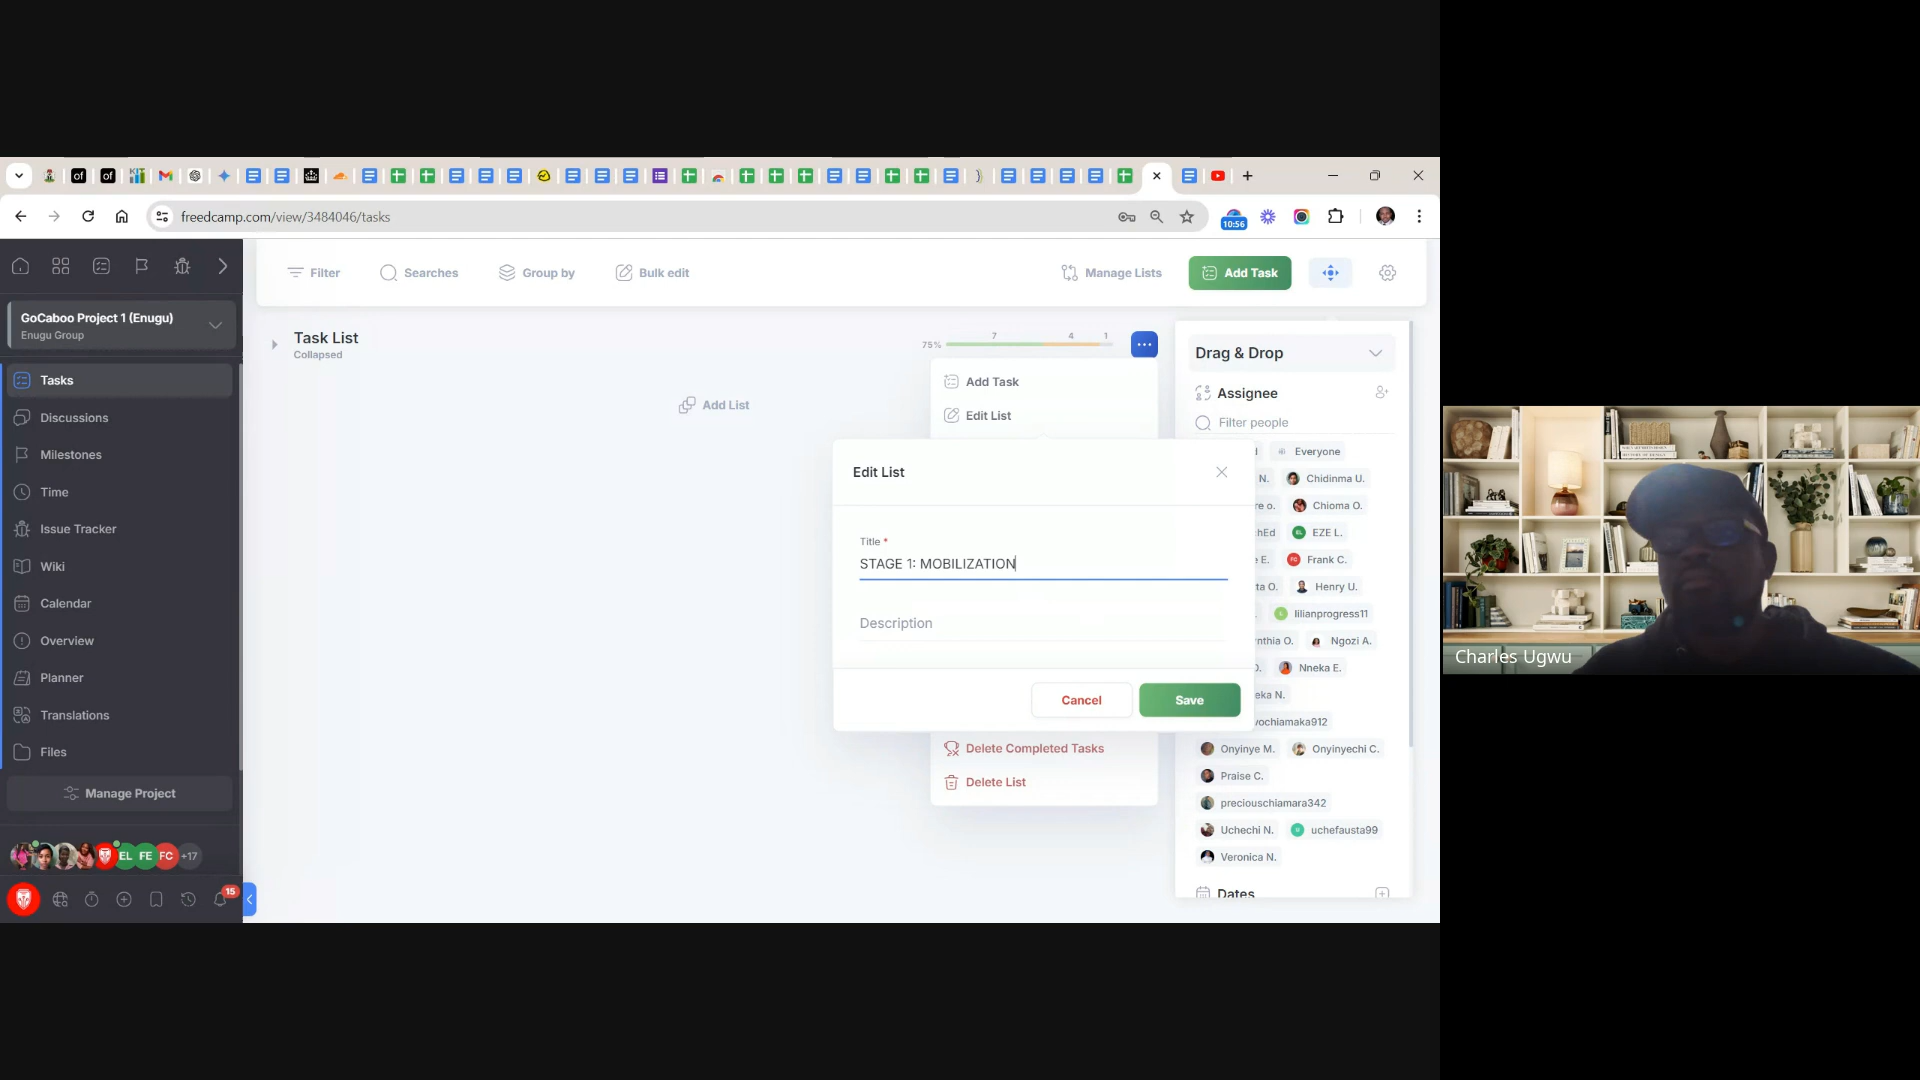 freedcamp.com/view/3484046/tasks
10:56
Filter
Searches
Group by
Bulk edit
Manage Lists
Add Task
GoCaboo Project 1 (Enugu)
Enugu Group
Tasks
Discussions
Milestones
Time
Issue Tracker
Wiki
Calendar
Overview
Planner
Translations
Files
Manage Project
EL FE FC +17
15
Task List
Collapsed
75% 7 4 1
Add List
Add Task
Edit List
Edit List
Title *
STAGE 1: MOBILIZATION
Description
Cancel
Save
Delete Completed Tasks
Delete List
Drag & Drop
Assignee
Filter people
Everyone
N. Chidinma U.
Chioma O.
EZE L.
E. Frank C.
Henry U.
lilianprogress11
Ngozi A.
Nneka E.
Onyinye M. Onyinyechi C.
Praise C.
preciouschiamara342
Uchechi N. uchefausta99
Veronica N.
Dates
Charles Ugwu